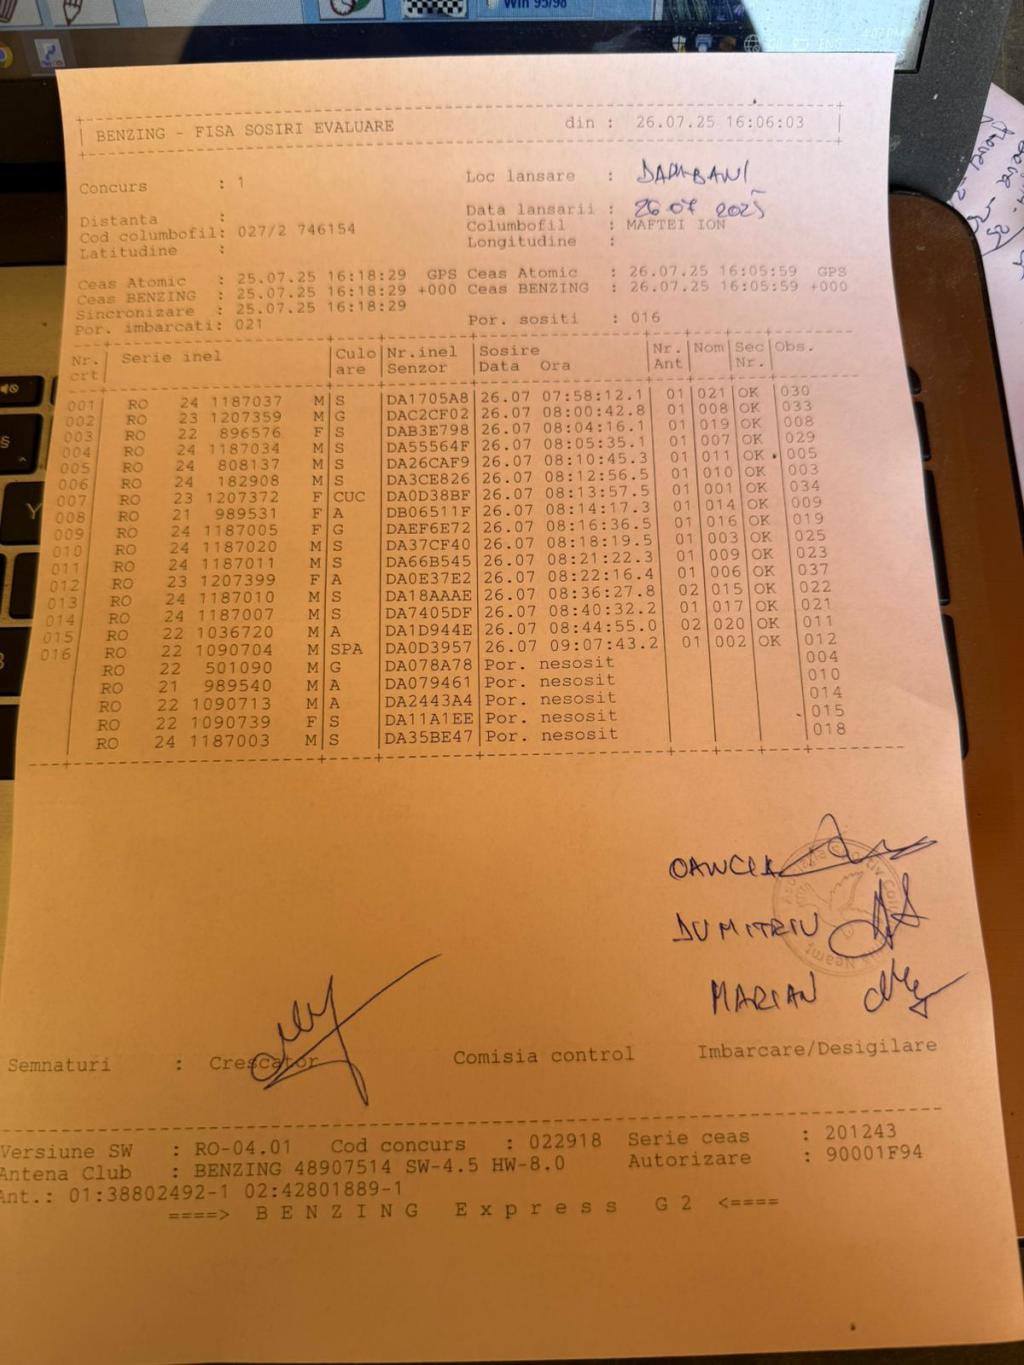 Win 95/98
BENZING - FISA SOSIRI EVALUARE din : 26.07.25 16:06:03
Concurs : 1 Loc lansare : DARABANI
Distanta : Data lansarii : 26 07 2025
Cod columbofil: 027/2 746154 Columbofil : MAFTEI ION
Latitudine : Longitudine :
Ceas Atomic : 25.07.25 16:18:29 GPS Ceas Atomic : 26.07.25 16:05:59 GPS
Ceas BENZING : 25.07.25 16:18:29 +000 Ceas BENZING : 26.07.25 16:05:59 +000
Sincronizare : 25.07.25 16:18:29
Por. imbarcati: 021 Por. sositi : 016
Nr. Serie inel Culo Nr.inel Sosire Nr. Nom Sec Obs.
crt are Senzor Data Ora Ant Nr.
001 RO 24 1187037 M S DA1705A8 26.07 07:58:12.1 01 021 OK 030
002 RO 23 1207359 M G DAC2CF02 26.07 08:00:42.8 01 008 OK 033
003 RO 22 896576 F S DAB3E798 26.07 08:04:16.1 01 019 OK 008
004 RO 24 1187034 M S DA55564F 26.07 08:05:35.1 01 007 OK 029
005 RO 24 808137 M S DA26CAF9 26.07 08:10:45.3 01 011 OK 005
006 RO 24 182908 M S DA3CE826 26.07 08:12:56.5 01 010 OK 003
007 RO 23 1207372 F CUC DA0D38BF 26.07 08:13:57.5 01 001 OK 034
008 RO 21 989531 F A DB06511F 26.07 08:14:17.3 01 014 OK 009
009 RO 24 1187005 F G DAEF6E72 26.07 08:16:36.5 01 016 OK 019
010 RO 24 1187020 M S DA37CF40 26.07 08:18:19.5 01 003 OK 025
011 RO 24 1187011 M S DA66B545 26.07 08:21:22.3 01 009 OK 023
012 RO 23 1207399 F A DA0E37E2 26.07 08:22:16.4 01 006 OK 037
013 RO 24 1187010 M S DA18AAAE 26.07 08:36:27.8 02 015 OK 022
014 RO 24 1187007 M S DA7405DF 26.07 08:40:32.2 01 017 OK 021
015 RO 22 1036720 M A DA1D944E 26.07 08:44:55.0 02 020 OK 011
016 RO 22 1090704 M SPA DA0D3957 26.07 09:07:43.2 01 002 OK 012
RO 22 501090 M G DA078A78 Por. nesosit 004
RO 21 989540 M A DA079461 Por. nesosit 010
RO 22 1090713 M A DA2443A4 Por. nesosit 014
RO 22 1090739 F S DA11A1EE Por. nesosit 015
RO 24 1187003 M S DA35BE47 Por. nesosit 018
OANCEA
DUMITRIU
MARIAN
Semnaturi : Crescator Comisia control Imbarcare/Desigilare
Versiune SW : RO-04.01 Cod concurs : 022918 Serie ceas : 201243
Antena Club : BENZING 48907514 SW-4.5 HW-8.0 Autorizare : 90001F94
Ant.: 01:38802492-1 02:42801889-1
====> BENZING Express G2 <====